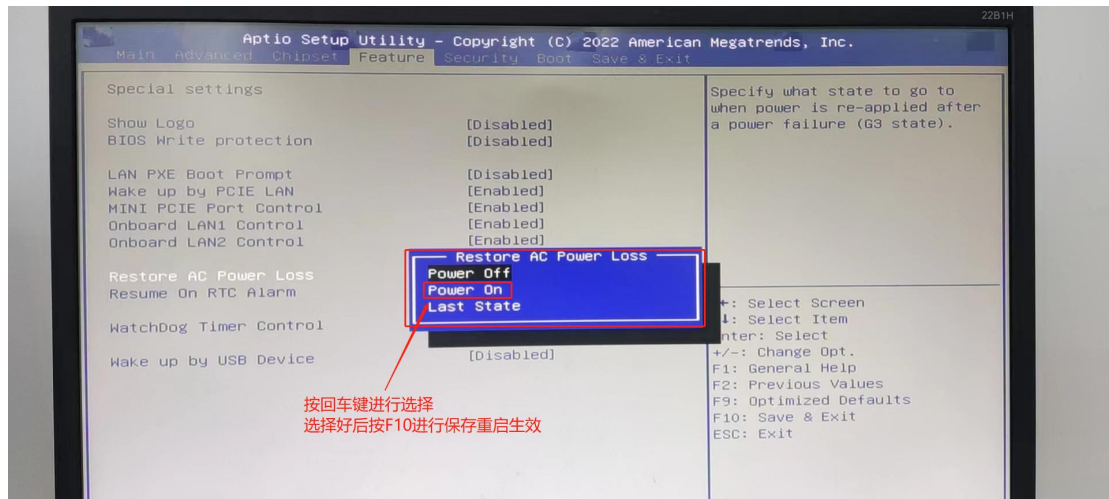 22B1H
Aptio Setup Utility – Copyright (C) 2022 American Megatrends, Inc.
Main Advanced Chipset Feature Security Boot Save & Exit
Special settings
Show Logo [Disabled]
BIOS Write protection [Disabled]
LAN PXE Boot Prompt [Disabled]
Wake up by PCIE LAN [Enabled]
MINI PCIE Port Control [Enabled]
Onboard LAN1 Control [Enabled]
Onboard LAN2 Control [Enabled]
Restore AC Power Loss
Resume On RTC Alarm
WatchDog Timer Control
Wake up by USB Device [Disabled]
Restore AC Power Loss
Power Off
Power On
Last State
按回车键进行选择
选择好后按F10进行保存重启生效
Specify what state to go to
when power is re-applied after
a power failure (G3 state).
: Select Screen
: Select Item
: Select
+/-: Change Opt.
F1: General Help
F2: Previous Values
F9: Optimized Defaults
F10: Save & Exit
ESC: Exit